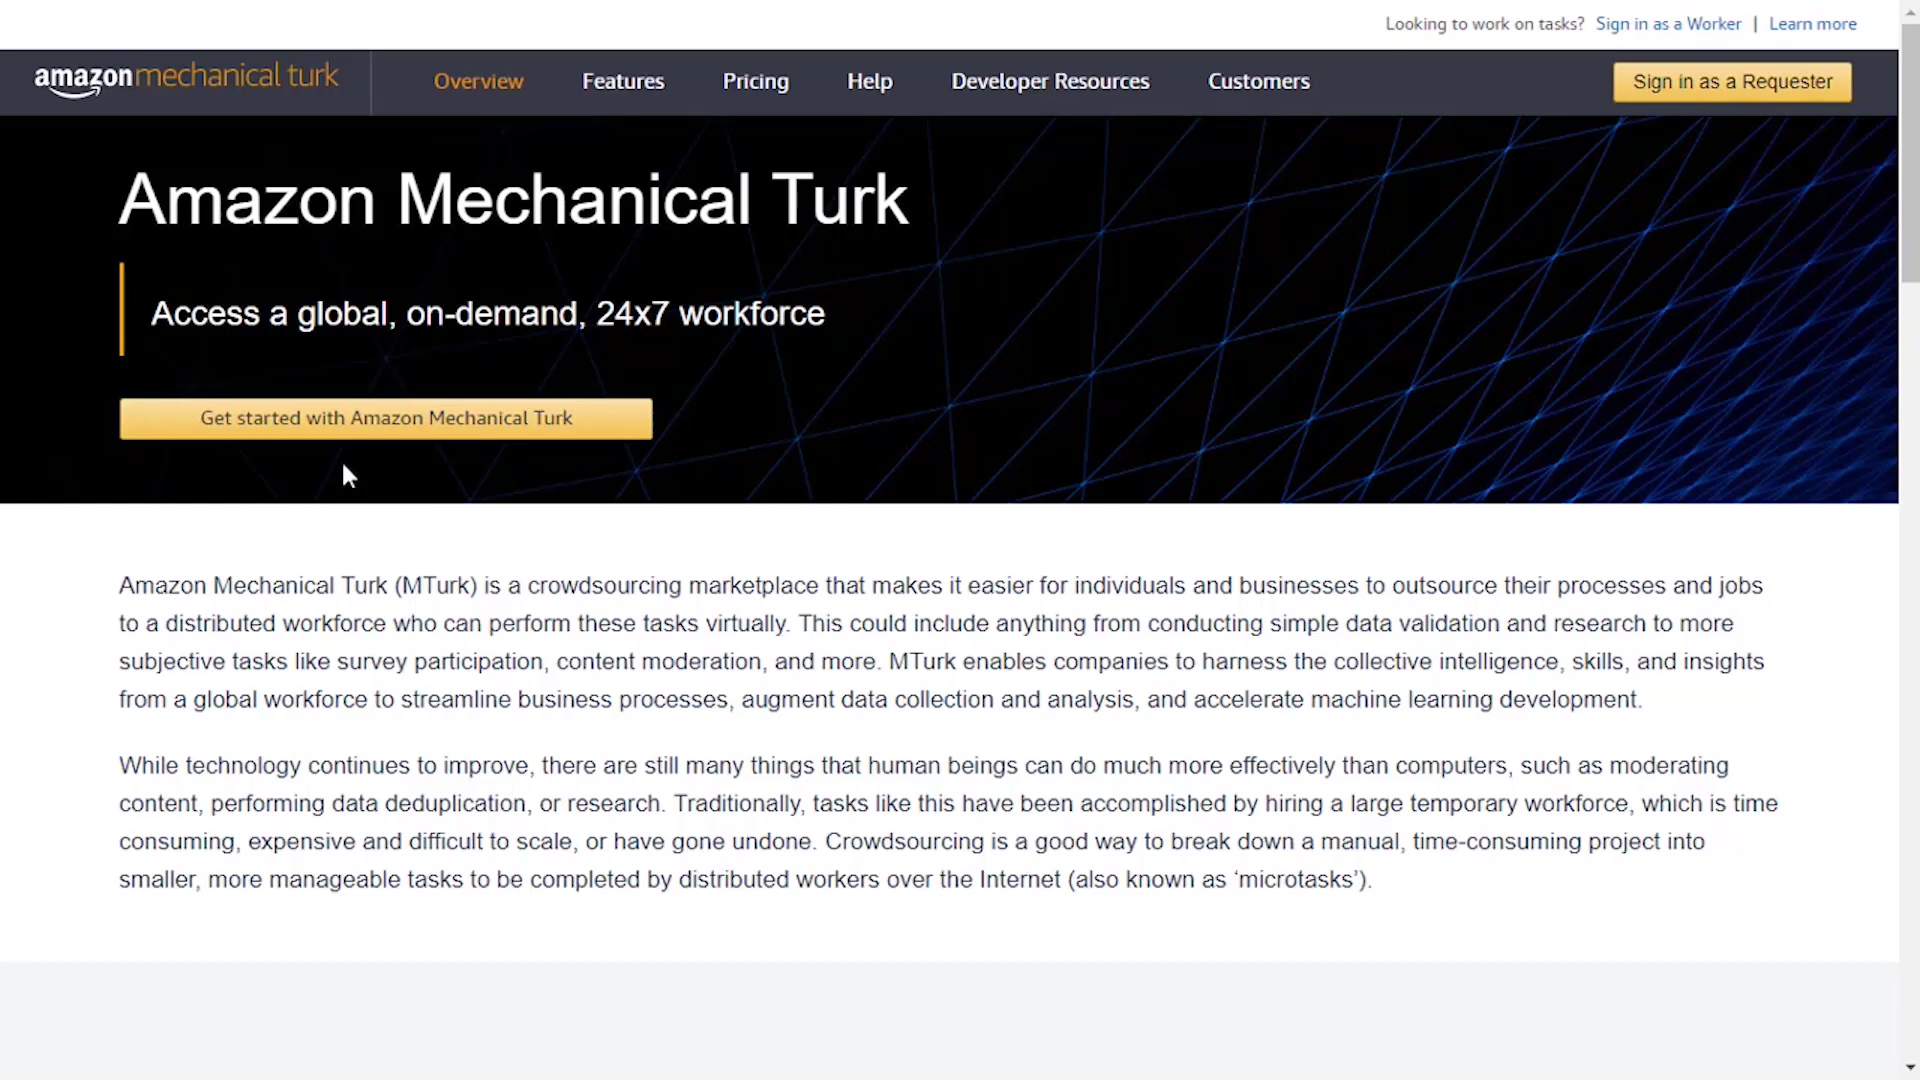 Looking to work on tasks? Sign in as a Worker | Learn more
amazonmechanical turk
Overview Features Pricing Help Developer Resources Customers Sign in as a Requester
Amazon Mechanical Turk
Access a global, on-demand, 24x7 workforce
Get started with Amazon Mechanical Turk
Amazon Mechanical Turk (MTurk) is a crowdsourcing marketplace that makes it easier for individuals and businesses to outsource their processes and jobs
to a distributed workforce who can perform these tasks virtually. This could include anything from conducting simple data validation and research to more
subjective tasks like survey participation, content moderation, and more. MTurk enables companies to harness the collective intelligence, skills, and insights
from a global workforce to streamline business processes, augment data collection and analysis, and accelerate machine learning development.
While technology continues to improve, there are still many things that human beings can do much more effectively than computers, such as moderating
content, performing data deduplication, or research. Traditionally, tasks like this have been accomplished by hiring a large temporary workforce, which is time
consuming, expensive and difficult to scale, or have gone undone. Crowdsourcing is a good way to break down a manual, time-consuming project into
smaller, more manageable tasks to be completed by distributed workers over the Internet (also known as ‘microtasks’).